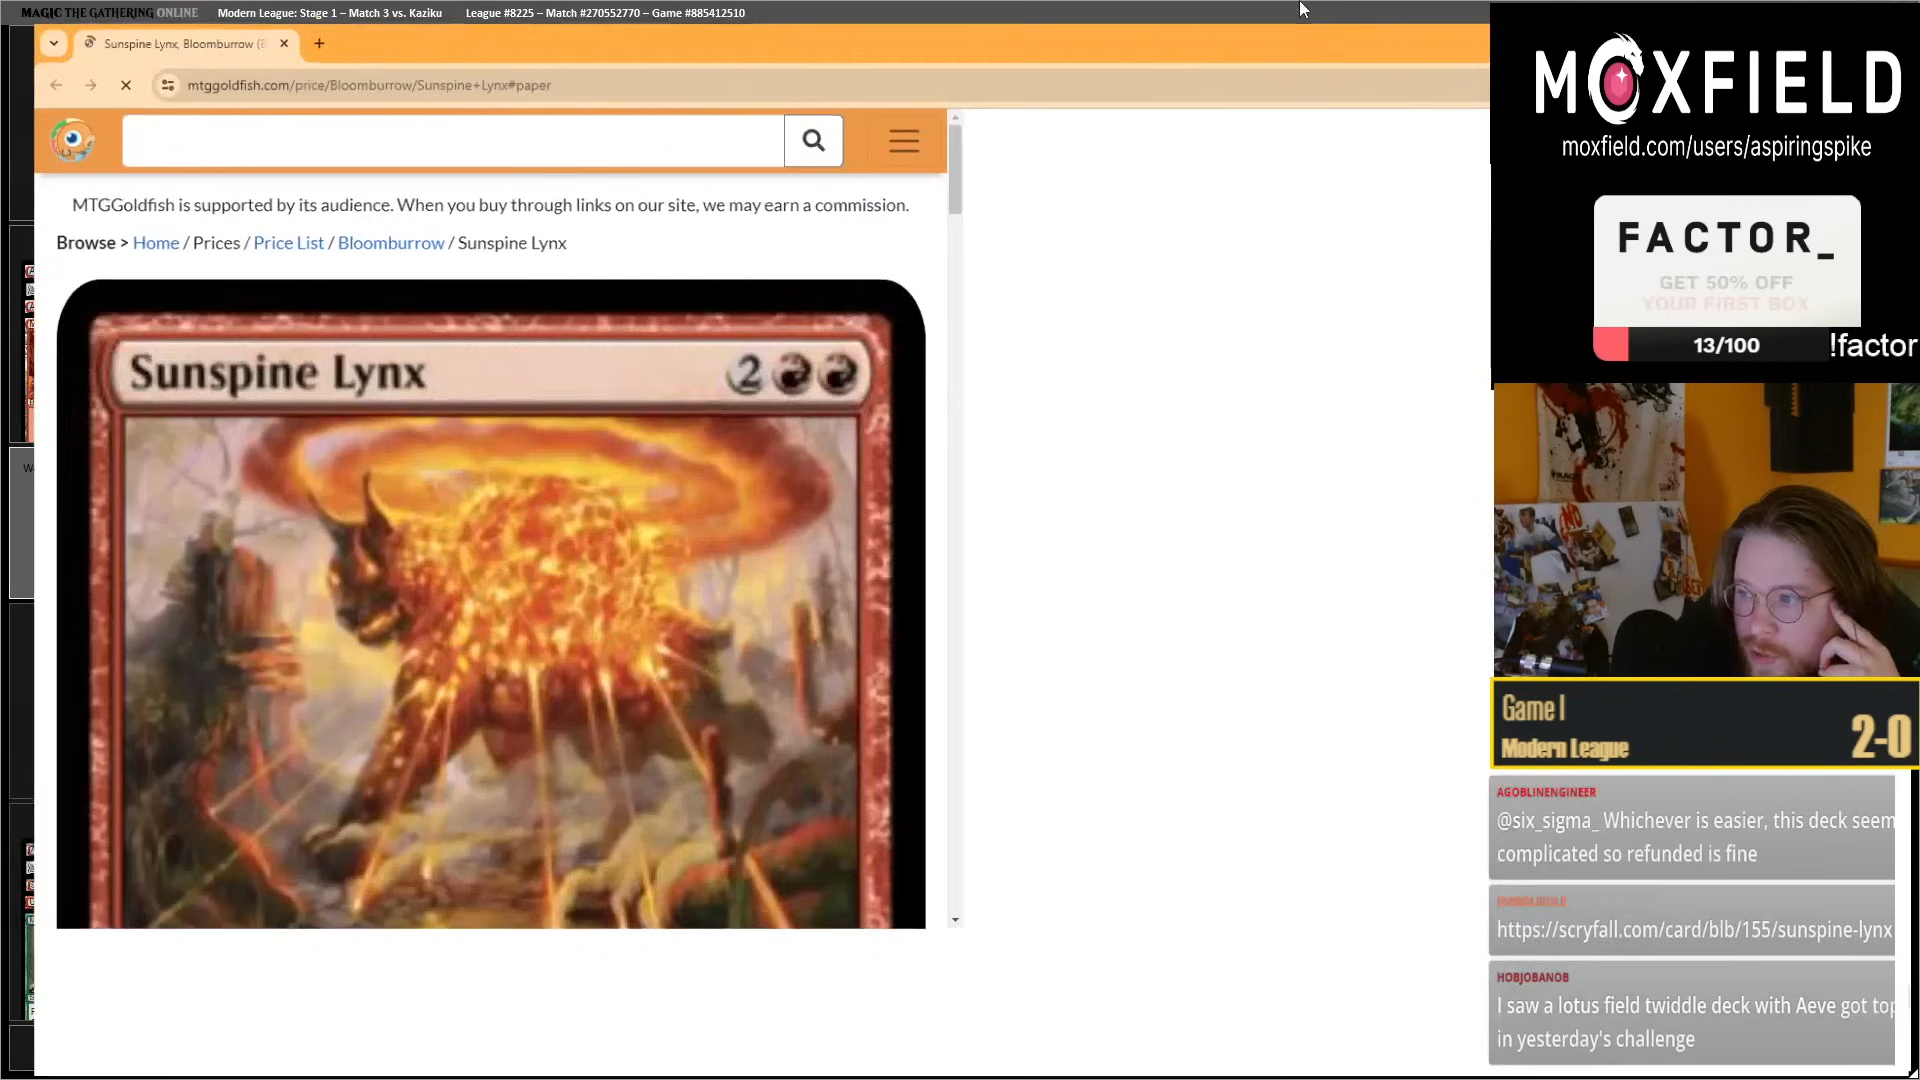 MAGIC THE GATHERING ONLINE Modern League: Stage 1 – Match 3 vs. Kaziku League #8225 – Match #270552770 – Game #885412510
Sunspine Lynx, Bloomburrow (B
mtggoldfish.com/price/Bloomburrow/Sunspine+Lynx#paper
MTGGoldfish is supported by its audience. When you buy through links on our site, we may earn a commission.
Browse > Home / Prices / Price List / Bloomburrow / Sunspine Lynx
Sunspine Lynx 2
MOXFIELD
moxfield.com/users/aspiringspike
FACTOR_
GET 50% OFF
YOUR FIRST BOX
13/100 !factor
Game 1
Modern League 2-0
AGOBLINENGINEER
@six_sigma_ Whichever is easier, this deck seem
complicated so refunded is fine
https://scryfall.com/card/blb/155/sunspine-lynx
HOBJOBANOB
I saw a lotus field twiddle deck with Aeve got top
in yesterday's challenge